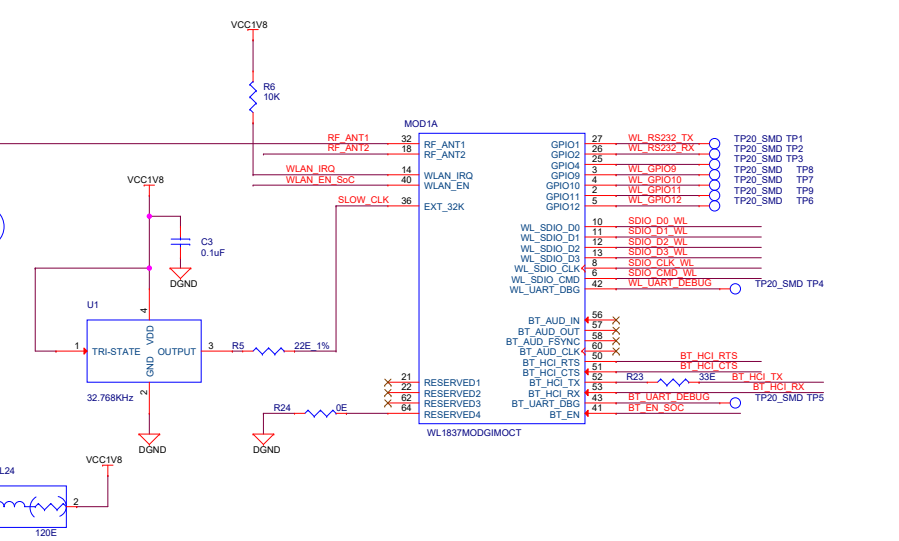 VCC1V8
R6
10K
MOD1A
RF_ANT1 32 RF_ANT1 GPIO1 27 WL_RS232_TX TP20_SMD TP1
RF_ANT2 18 RF_ANT2 GPIO2 26 WL_RS232_RX TP20_SMD TP2
GPIO4 25 TP20_SMD TP3
WLAN_IRQ 14 WLAN_IRQ GPIO9 3 WL_GPIO9 TP20_SMD TP8
WLAN_EN_SoC 40 WLAN_EN GPIO10 4 WL_GPIO10 TP20_SMD TP7
GPIO11 2 WL_GPIO11 TP20_SMD TP9
SLOW_CLK 36 EXT_32K GPIO12 5 WL_GPIO12 TP20_SMD TP6
VCC1V8
C3
0.1uF
DGND
WL_SDIO_D0 10 SDIO_D0_WL
WL_SDIO_D1 11 SDIO_D1_WL
WL_SDIO_D2 12 SDIO_D2_WL
WL_SDIO_D3 13 SDIO_D3_WL
WL_SDIO_CLK 8 SDIO_CLK_WL
WL_SDIO_CMD 6 SDIO_CMD_WL
WL_UART_DBG 42 WL_UART_DEBUG TP20_SMD TP4
U1
4
VDD
1 TRI-STATE OUTPUT 3 R5 22E_1%
GND
2
32.768KHz
DGND
BT_AUD_IN 56
BT_AUD_OUT 57
BT_AUD_FSYNC 58
BT_AUD_CLK 60
BT_HCI_RTS 50 BT_HCI_RTS
BT_HCI_CTS 51 BT_HCI_CTS
21 RESERVED1 BT_HCI_TX 52 R23 33E BT_HCI_TX
22 RESERVED2 BT_HCI_RX 53 BT_HCI_RX
62 RESERVED3 BT_UART_DBG 43 BT_UART_DEBUG TP20_SMD TP5
R24 0E 64 RESERVED4 BT_EN 41 BT_EN_SOC
DGND
WL1837MODGIMOCT
VCC1V8
L24
2
120E